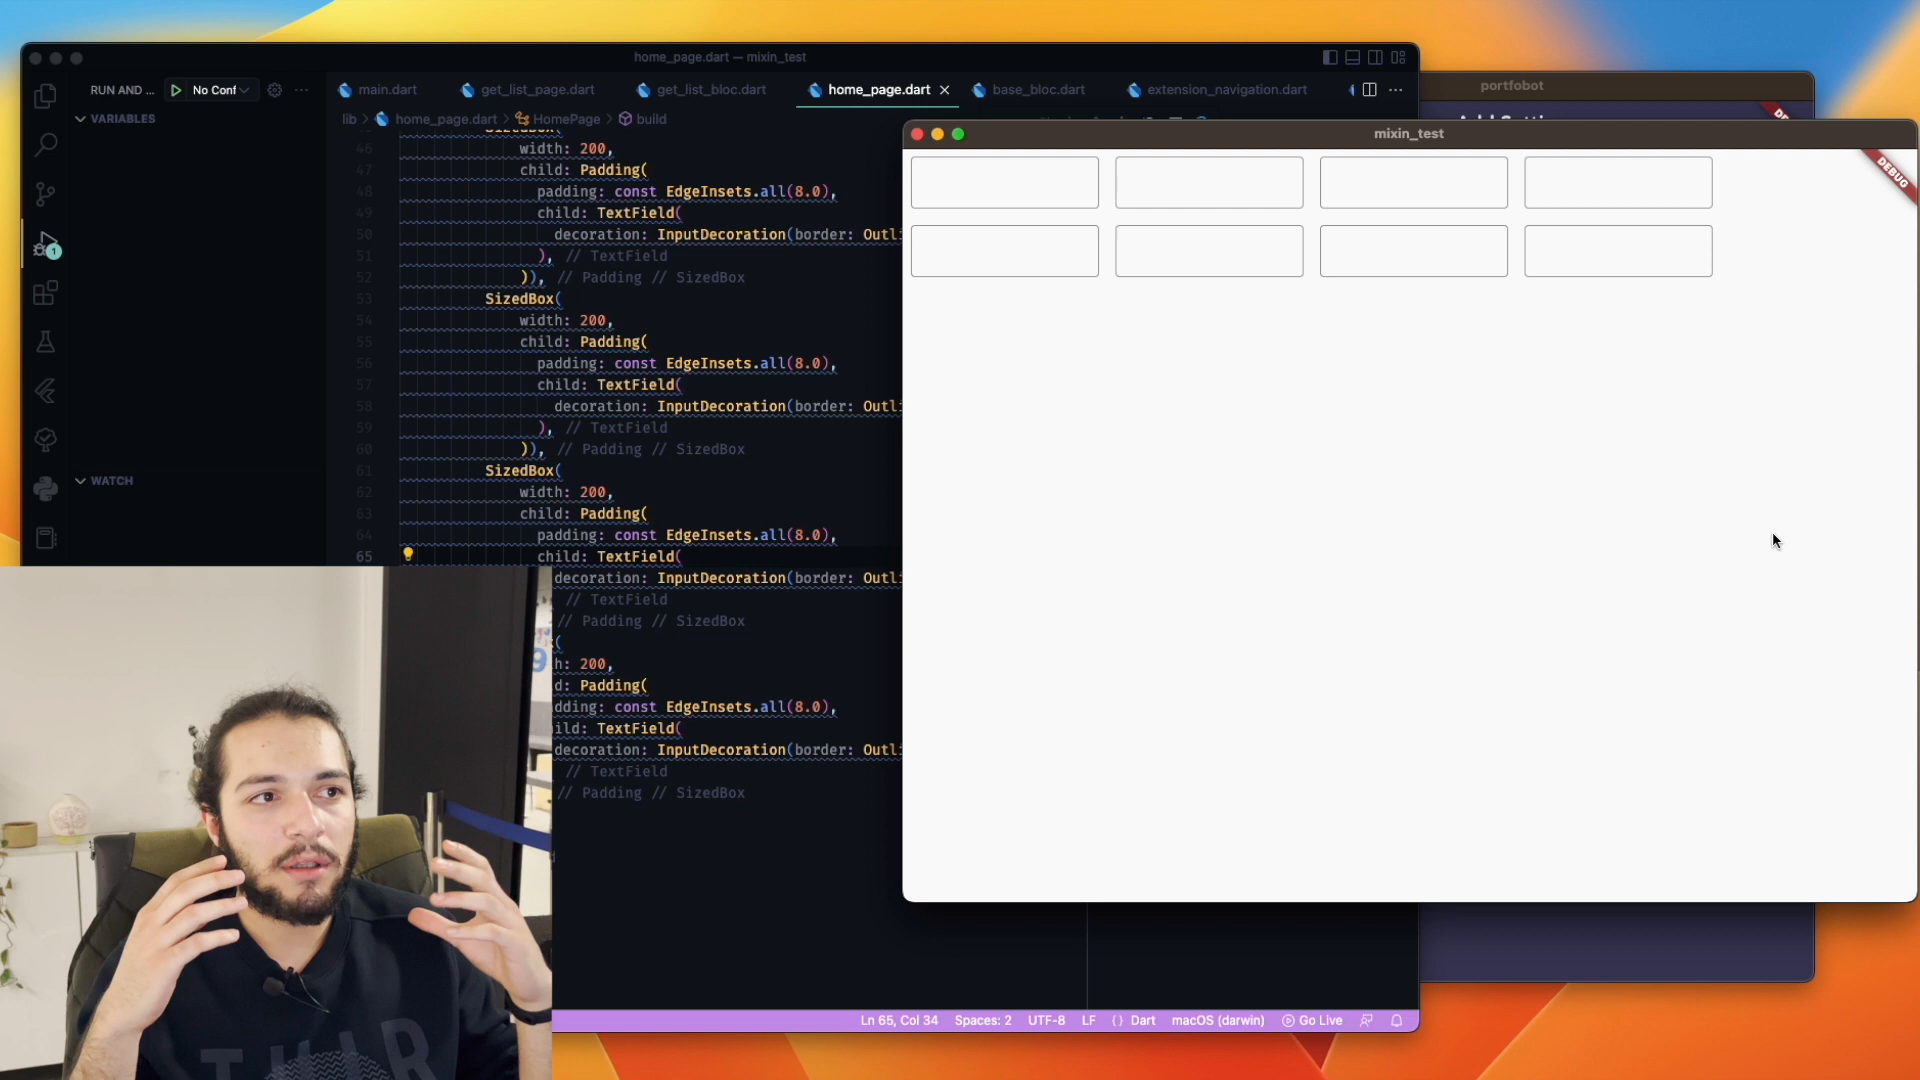 home_page.dart — mixin_test
RUN AND ...
No Conf
main.dart
get_list_page.dart
get_list_bloc.dart
home_page.dart
base_bloc.dart
extension_navigation.dart
portfobot
VARIABLES
lib > home_page.dart > HomePage > build
mixin_test
DEBUG
46 width: 200,
47 child: Padding(
48 padding: const EdgeInsets.all(8.0),
49 child: TextField(
50 decoration: InputDecoration(border: Outli
51 ), // TextField
52 )), // Padding // SizedBox
53 SizedBox(
54 width: 200,
55 child: Padding(
56 padding: const EdgeInsets.all(8.0),
57 child: TextField(
58 decoration: InputDecoration(border: Outli
59 ), // TextField
60 )), // Padding // SizedBox
61 SizedBox(
WATCH
62 width: 200,
63 child: Padding(
64 padding: const EdgeInsets.all(8.0),
65 child: TextField(
decoration: InputDecoration(border: Outli
// TextField
// Padding // SizedBox
(
h: 200,
d: Padding(
dding: const EdgeInsets.all(8.0),
ild: TextField(
decoration: InputDecoration(border: Outli
// TextField
// Padding // SizedBox
1
9
Ln 65, Col 34
Spaces: 2
UTF-8
LF
{ } Dart
macOS (darwin)
Go Live